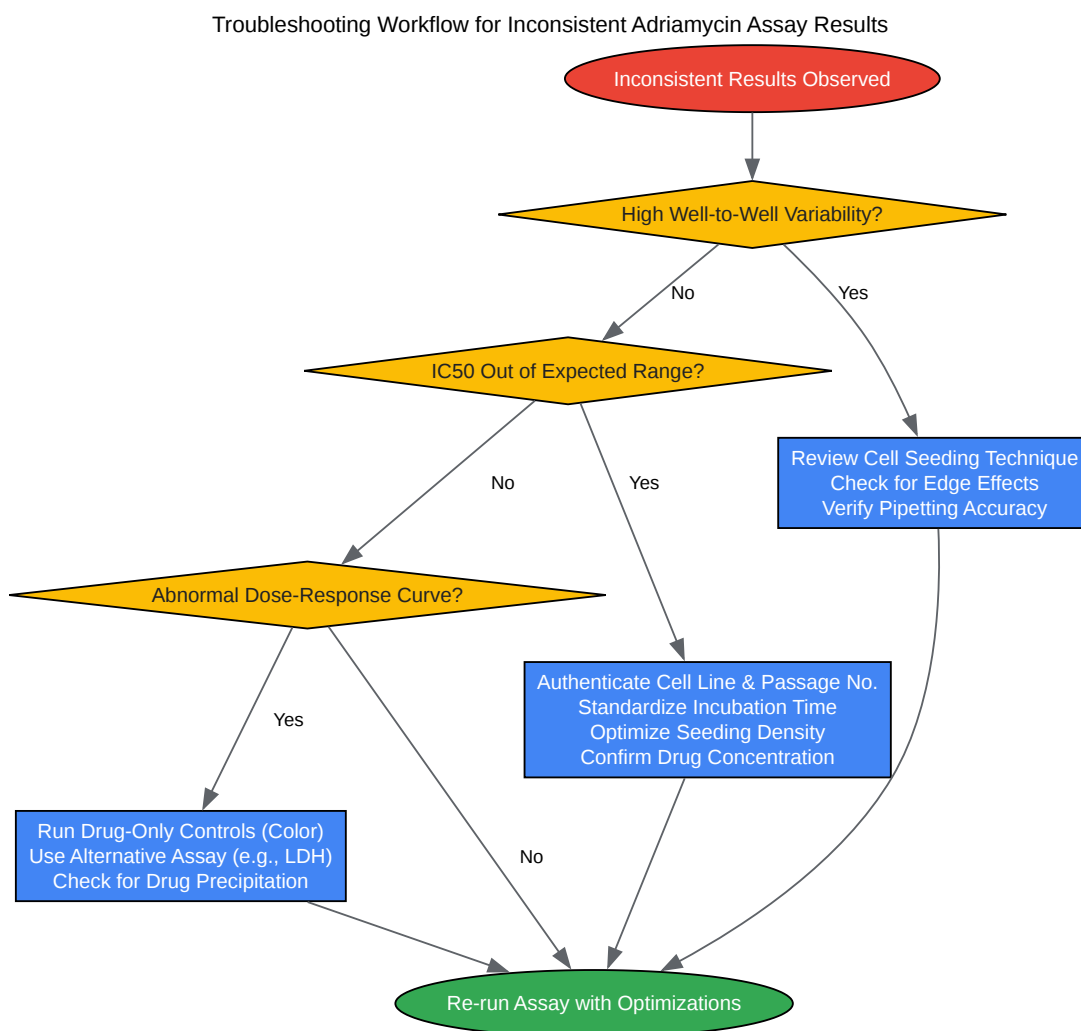 Troubleshooting Workflow for Inconsistent Adriamycin Assay Results
Inconsistent Results Observed
High Well-to-Well Variability?
No
Yes
IC50 Out of Expected Range?
Review Cell Seeding Technique
Check for Edge Effects
Verify Pipetting Accuracy
No
Yes
Abnormal Dose-Response Curve?
Authenticate Cell Line & Passage No.
Standardize Incubation Time
Optimize Seeding Density
Confirm Drug Concentration
Yes
No
Run Drug-Only Controls (Color)
Use Alternative Assay (e.g., LDH)
Check for Drug Precipitation
Re-run Assay with Optimizations